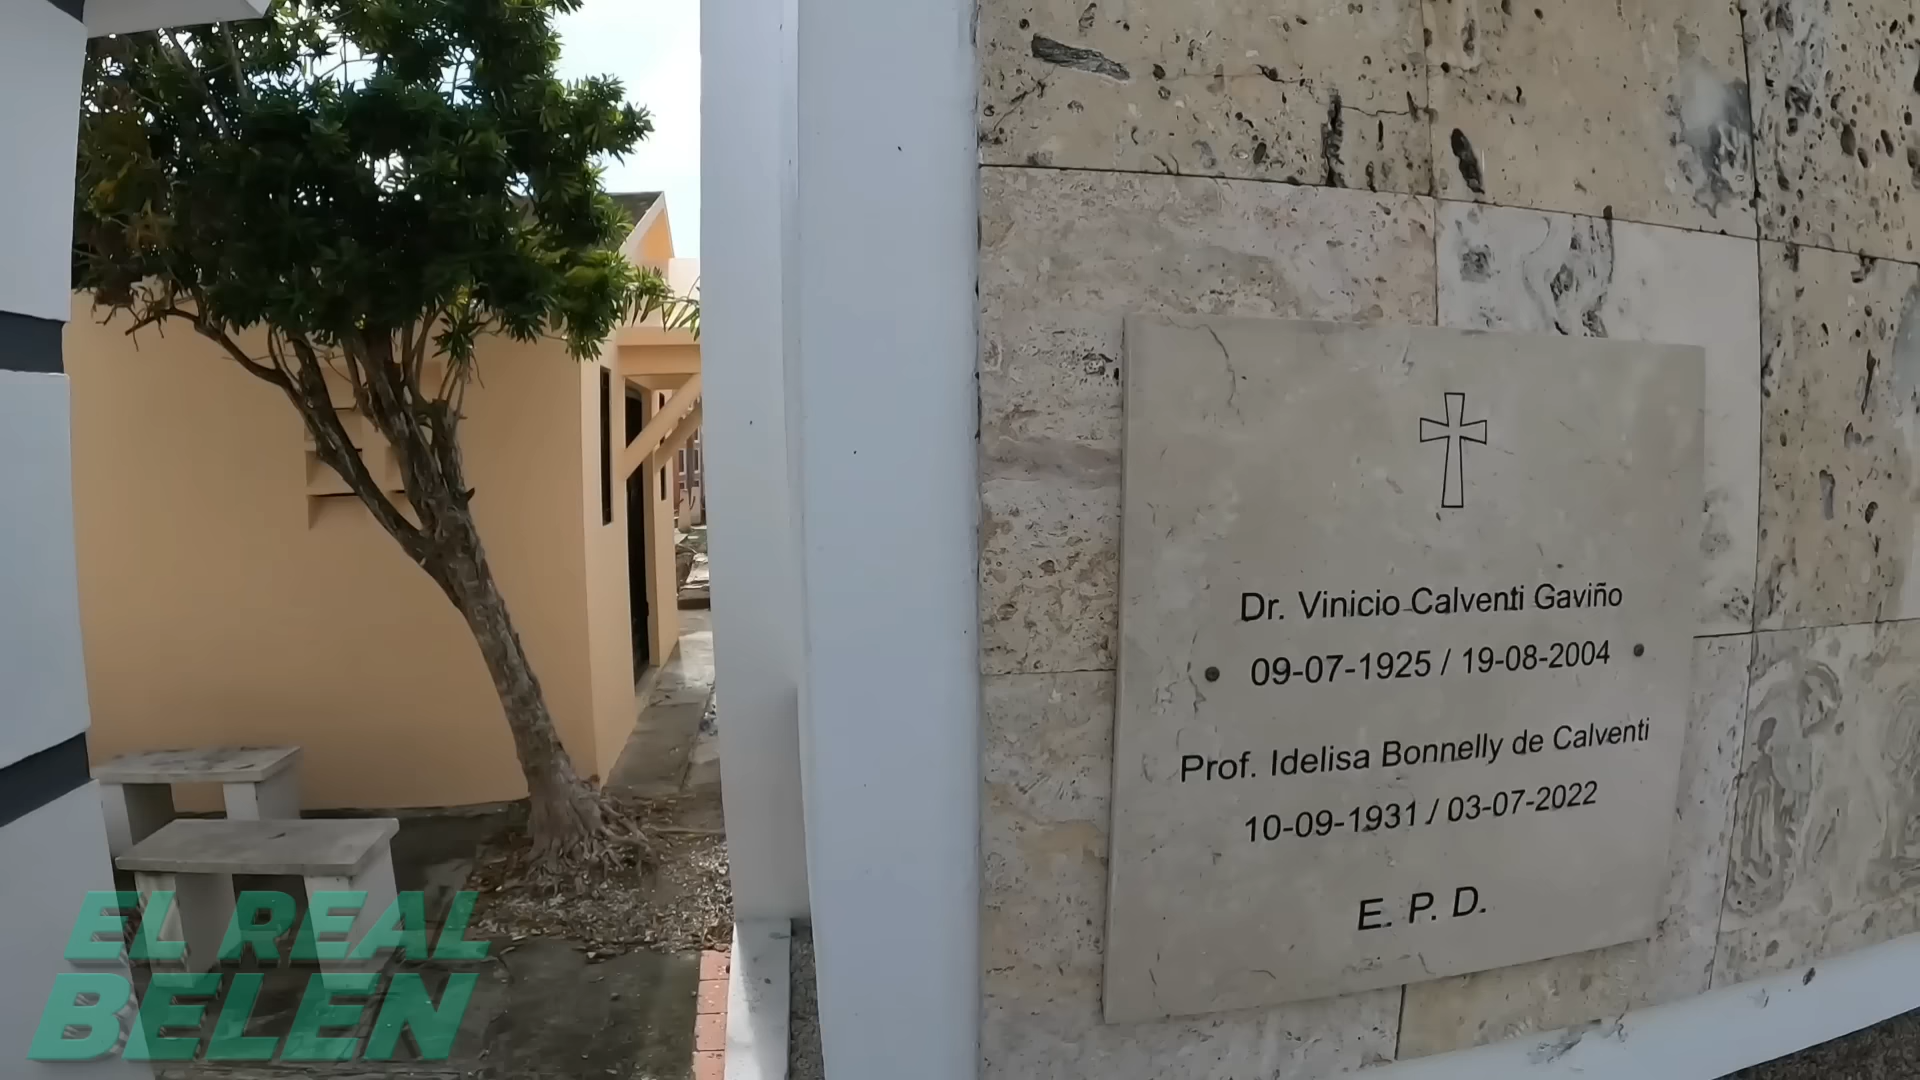 Dr. Vinicio Calventi Gaviño
09-07-1925 / 19-08-2004
Prof. Idelisa Bonnelly de Calventi
10-09-1931 / 03-07-2022
E. P. D.
EL REAL
BELEN